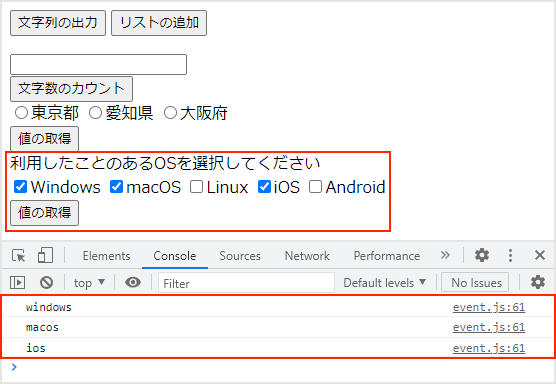 文字列の出力 リストの追加
文字数のカウント
東京都 愛知県 大阪府
値の取得
利用したことのあるOSを選択してください
Windows macOS Linux iOS Android
値の取得
Elements Console Sources Network Performance »
top ▼ Filter Default levels ▼ No Issues
windows event.js:61
macos event.js:61
ios event.js:61
>